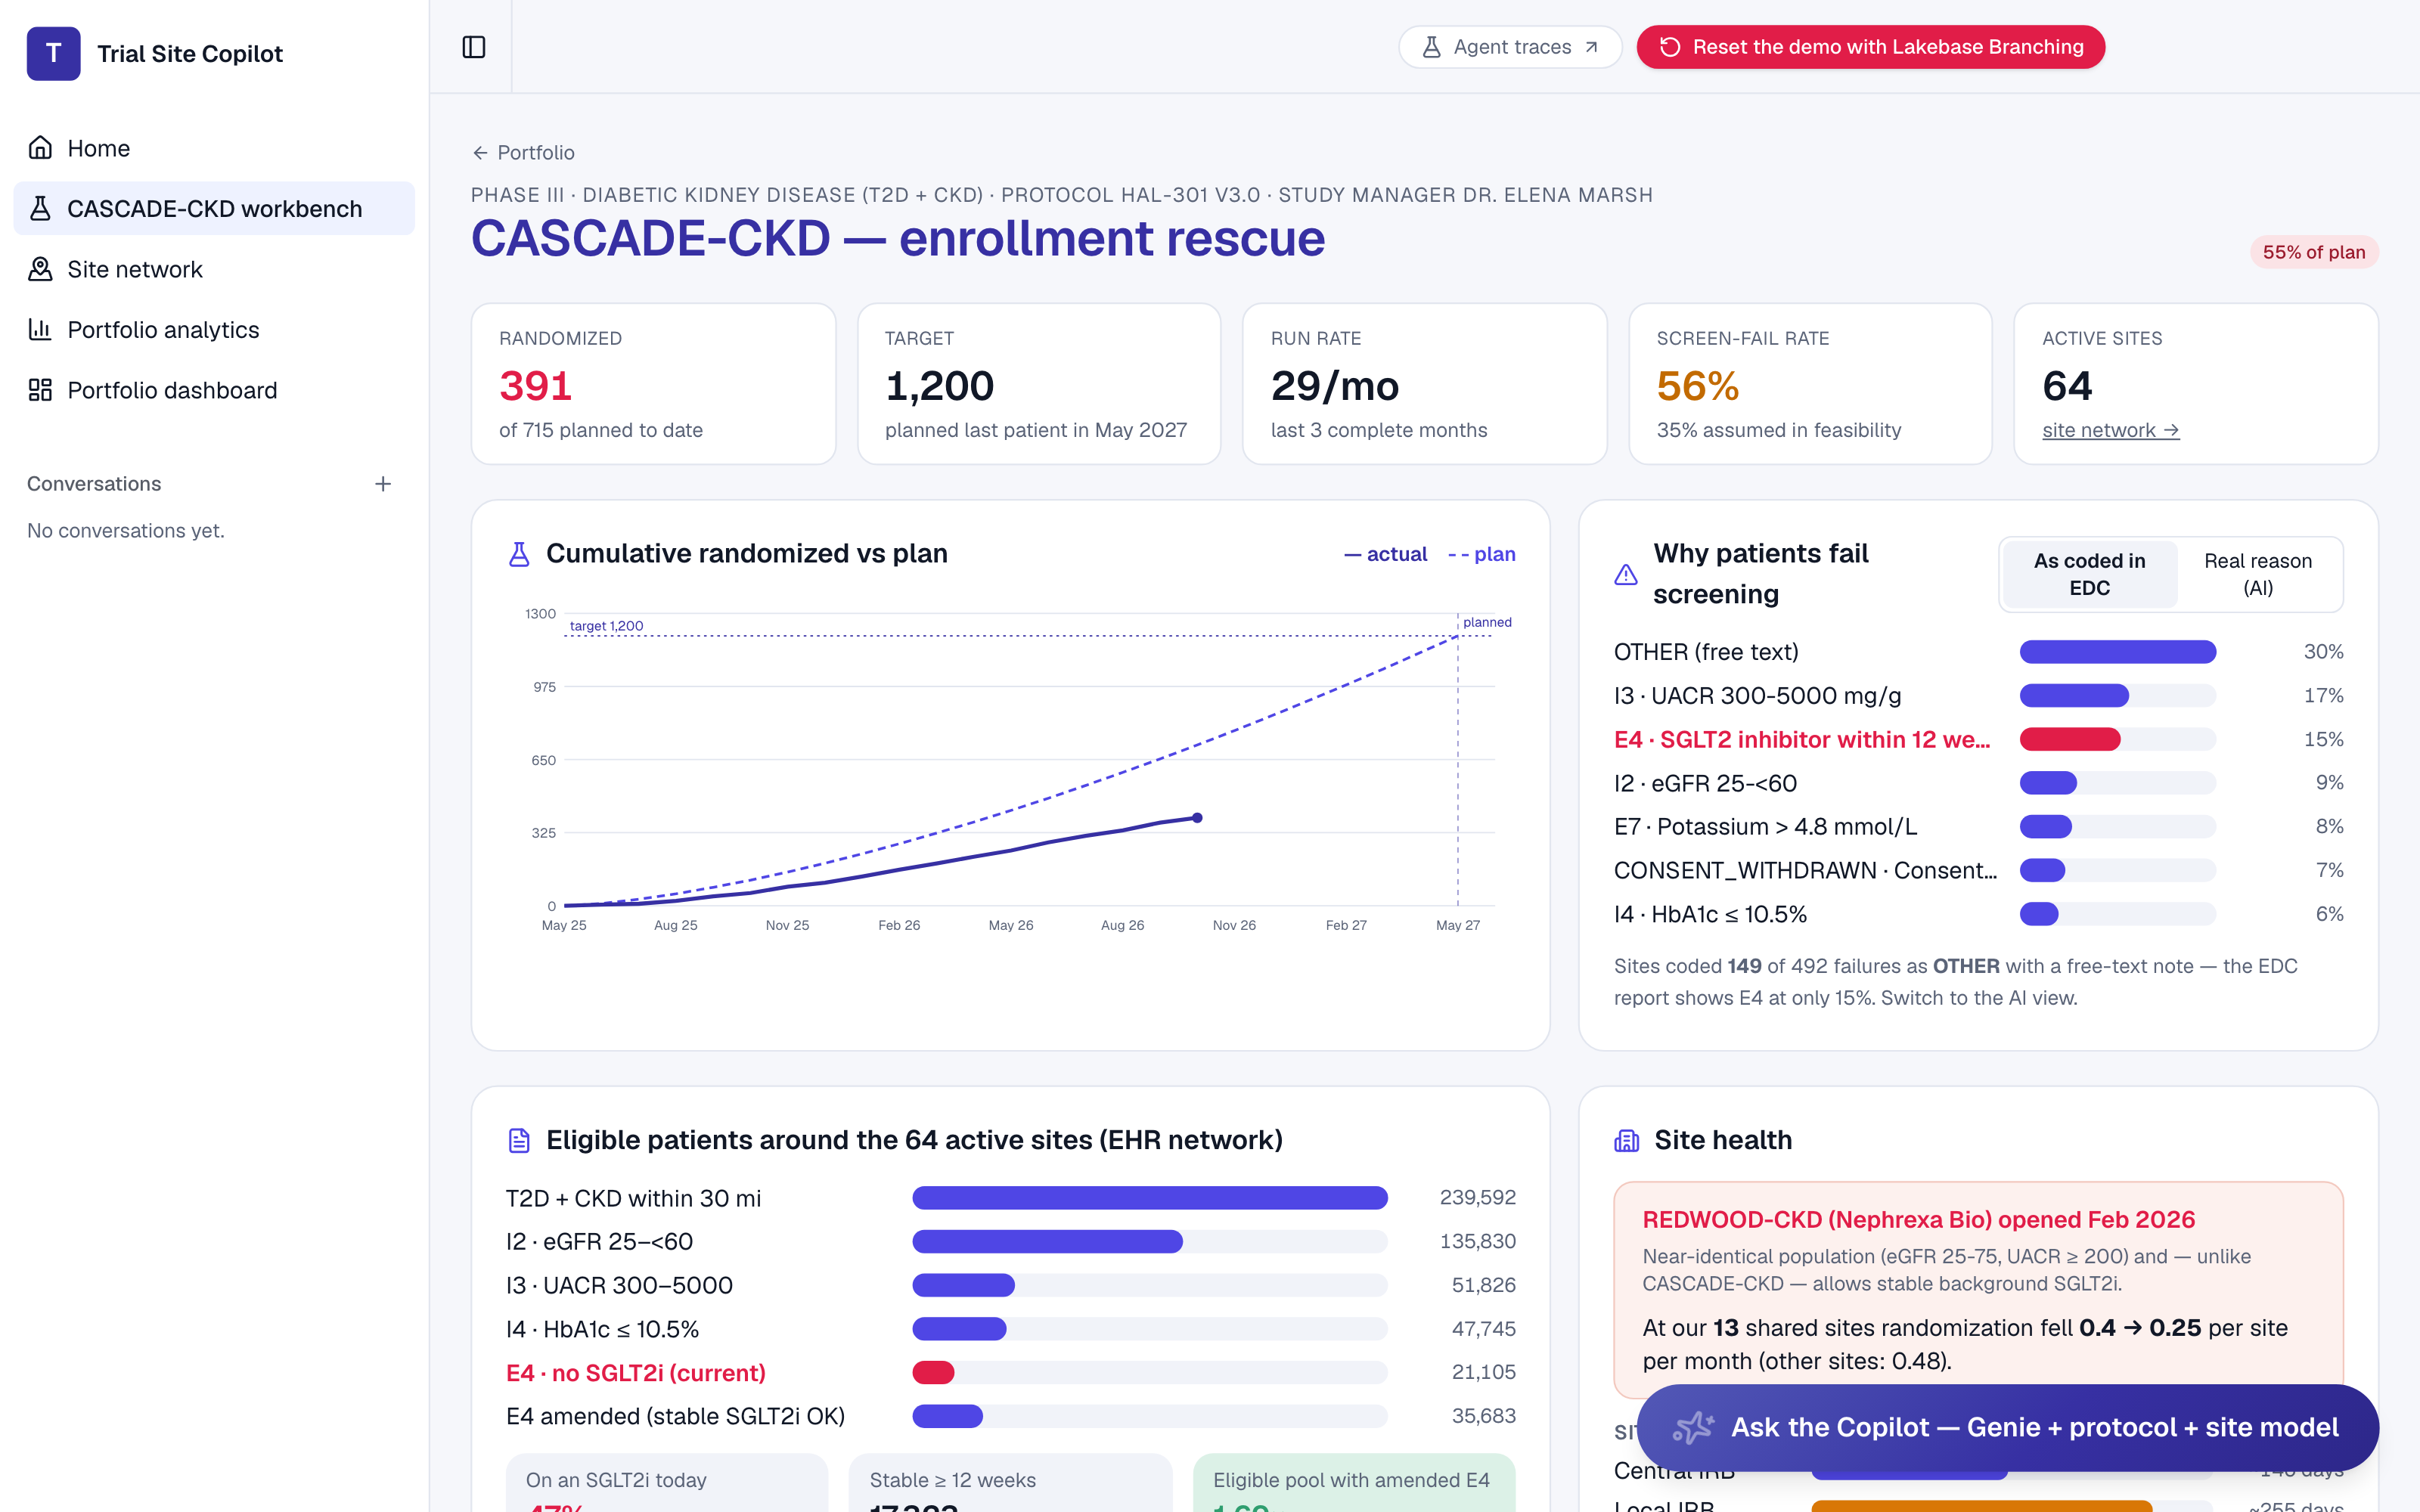 T
Trial Site Copilot
Home
CASCADE-CKD workbench
Site network
Portfolio analytics
Portfolio dashboard
Conversations
No conversations yet.
Agent traces
Reset the demo with Lakebase Branching
← Portfolio
PHASE III · DIABETIC KIDNEY DISEASE (T2D + CKD) · PROTOCOL HAL-301 V3.0 · STUDY MANAGER DR. ELENA MARSH
CASCADE-CKD — enrollment rescue
55% of plan
RANDOMIZED
391
of 715 planned to date
TARGET
1,200
planned last patient in May 2027
RUN RATE
29/mo
last 3 complete months
SCREEN-FAIL RATE
56%
35% assumed in feasibility
ACTIVE SITES
64
site network →
Cumulative randomized vs plan
— actual
- - plan
1300
975
650
325
0
target 1,200
planned
May 25
Aug 25
Nov 25
Feb 26
May 26
Aug 26
Nov 26
Feb 27
May 27
Why patients fail
screening
As coded in
EDC
Real reason
(AI)
OTHER (free text) 30%
I3 · UACR 300-5000 mg/g 17%
E4 · SGLT2 inhibitor within 12 we... 15%
I2 · eGFR 25-<60 9%
E7 · Potassium > 4.8 mmol/L 8%
CONSENT_WITHDRAWN · Consent... 7%
I4 · HbA1c ≤ 10.5% 6%
Sites coded 149 of 492 failures as OTHER with a free-text note — the EDC
report shows E4 at only 15%. Switch to the AI view.
Eligible patients around the 64 active sites (EHR network)
T2D + CKD within 30 mi 239,592
I2 · eGFR 25–<60 135,830
I3 · UACR 300–5000 51,826
I4 · HbA1c ≤ 10.5% 47,745
E4 · no SGLT2i (current) 21,105
E4 amended (stable SGLT2i OK) 35,683
On an SGLT2i today
47%
Stable ≥ 12 weeks
Eligible pool with amended E4
Site health
REDWOOD-CKD (Nephrexa Bio) opened Feb 2026
Near-identical population (eGFR 25-75, UACR ≥ 200) and — unlike
CASCADE-CKD — allows stable background SGLT2i.
At our 13 shared sites randomization fell 0.4 → 0.25 per site
per month (other sites: 0.48).
Ask the Copilot — Genie + protocol + site model
Central IRB
Local IRB ~255 days